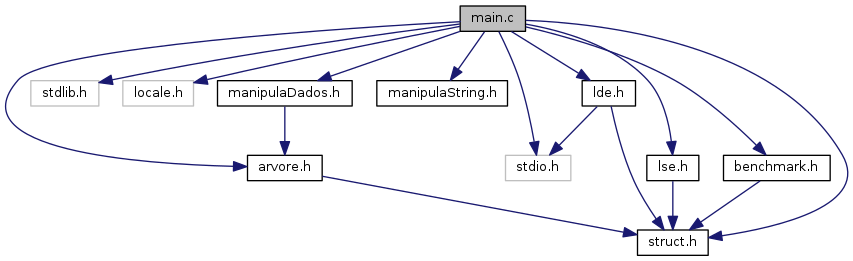 main.c
stdlib.h
locale.h
manipulaDados.h
manipulaString.h
lde.h
arvore.h
stdio.h
lse.h
benchmark.h
struct.h